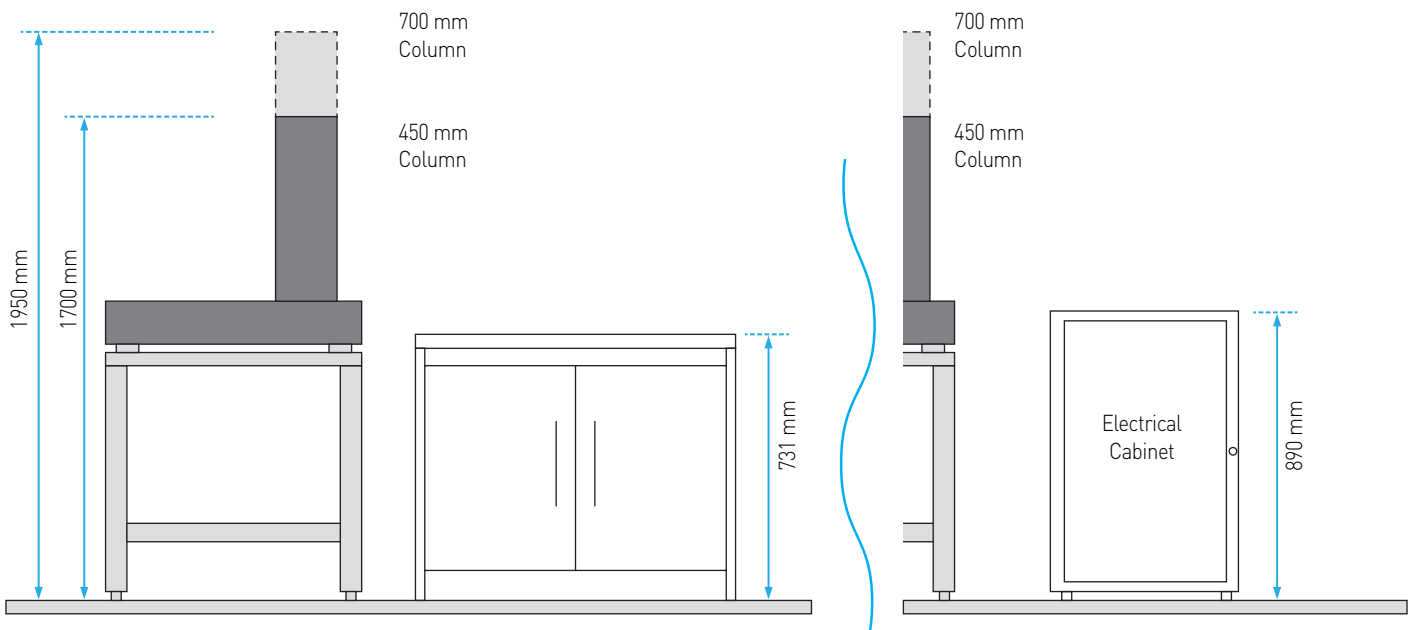 700 mm
Column
450 mm
Column
1950 mm
1700 mm
731 mm
700 mm
Column
450 mm
Column
Electrical
Cabinet
890 mm